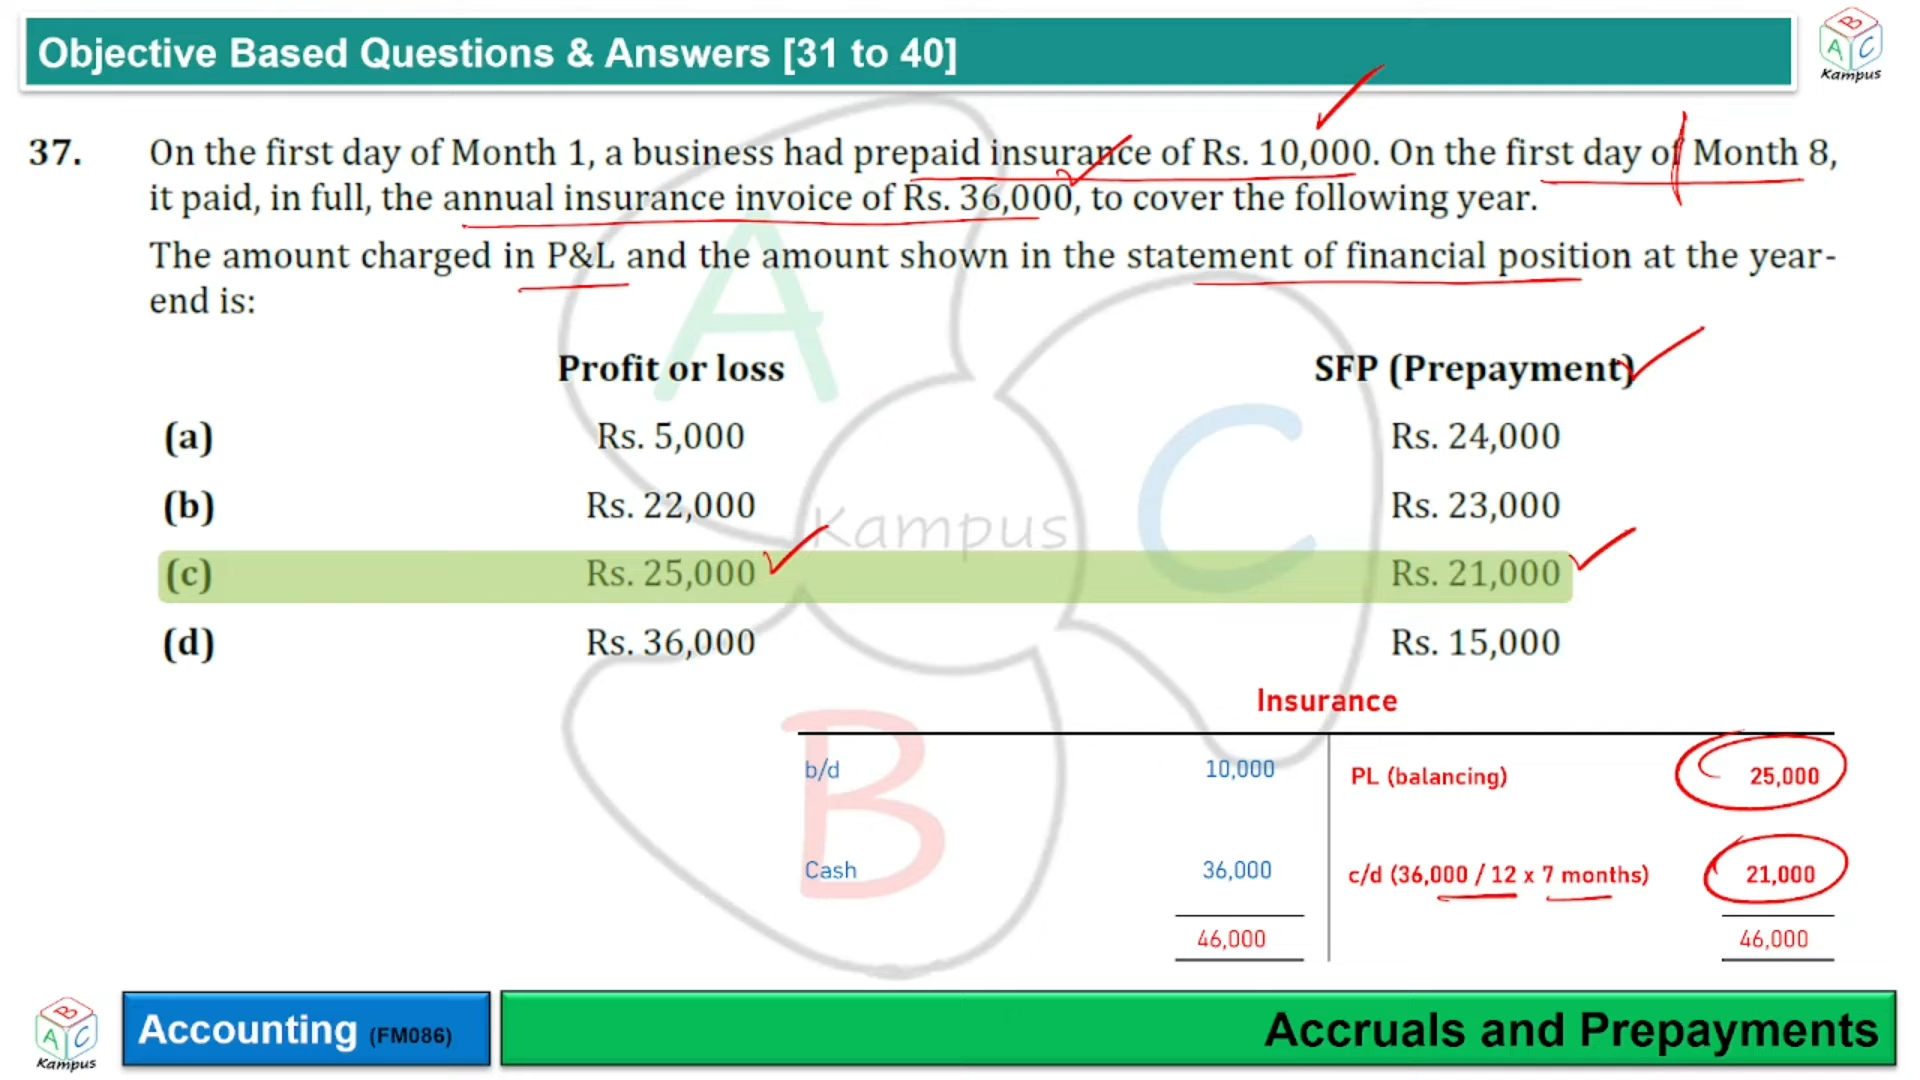 Objective Based Questions & Answers [31 to 40]
A B C
Kampus
37. On the first day of Month 1, a business had prepaid insurance of Rs. 10,000. On the first day of Month 8,
it paid, in full, the annual insurance invoice of Rs. 36,000, to cover the following year.
The amount charged in P&L and the amount shown in the statement of financial position at the year-
end is:
Profit or loss SFP (Prepayment)
(a) Rs. 5,000 Rs. 24,000
(b) Rs. 22,000 Rs. 23,000
(c) Rs. 25,000 Rs. 21,000
(d) Rs. 36,000 Rs. 15,000
A B C
Kampus
Insurance
b/d 10,000 PL (balancing) 25,000
Cash 36,000 c/d (36,000 / 12 x 7 months) 21,000
46,000 46,000
A B C
Kampus
Accounting (FM086)
Accruals and Prepayments